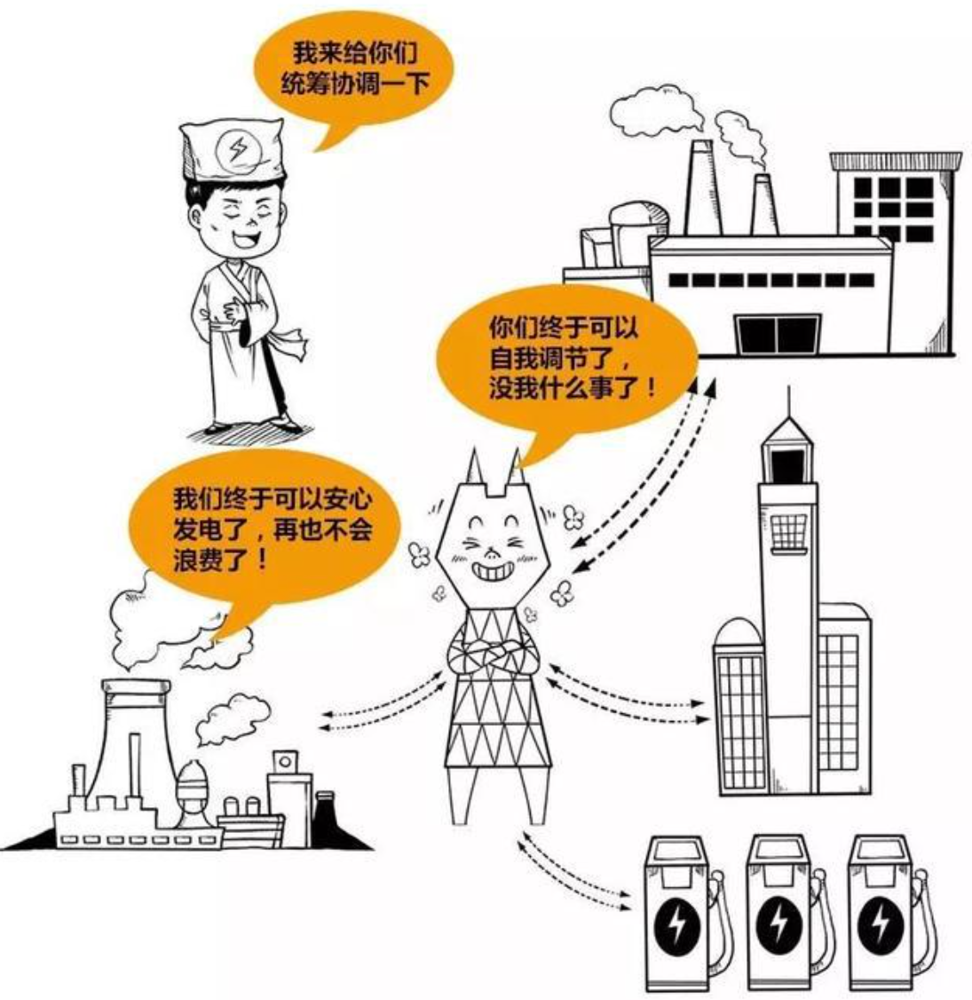 我来给你们
统筹协调一下
你们终于可以
自我调节了，
没我什么事了！
我们终于可以安心
发电了，再也不会
浪费了！